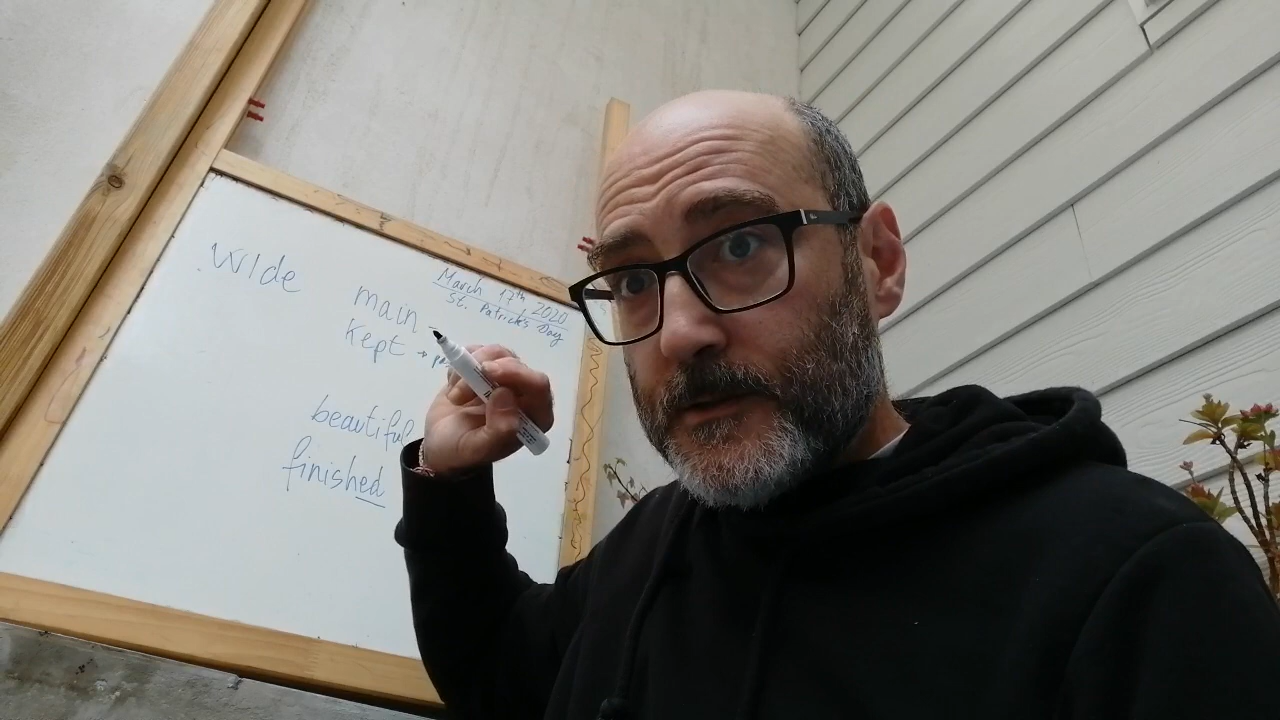 wide
March 17th 2020
St. Patrick's Day
main
Kept →
beautiful
finished